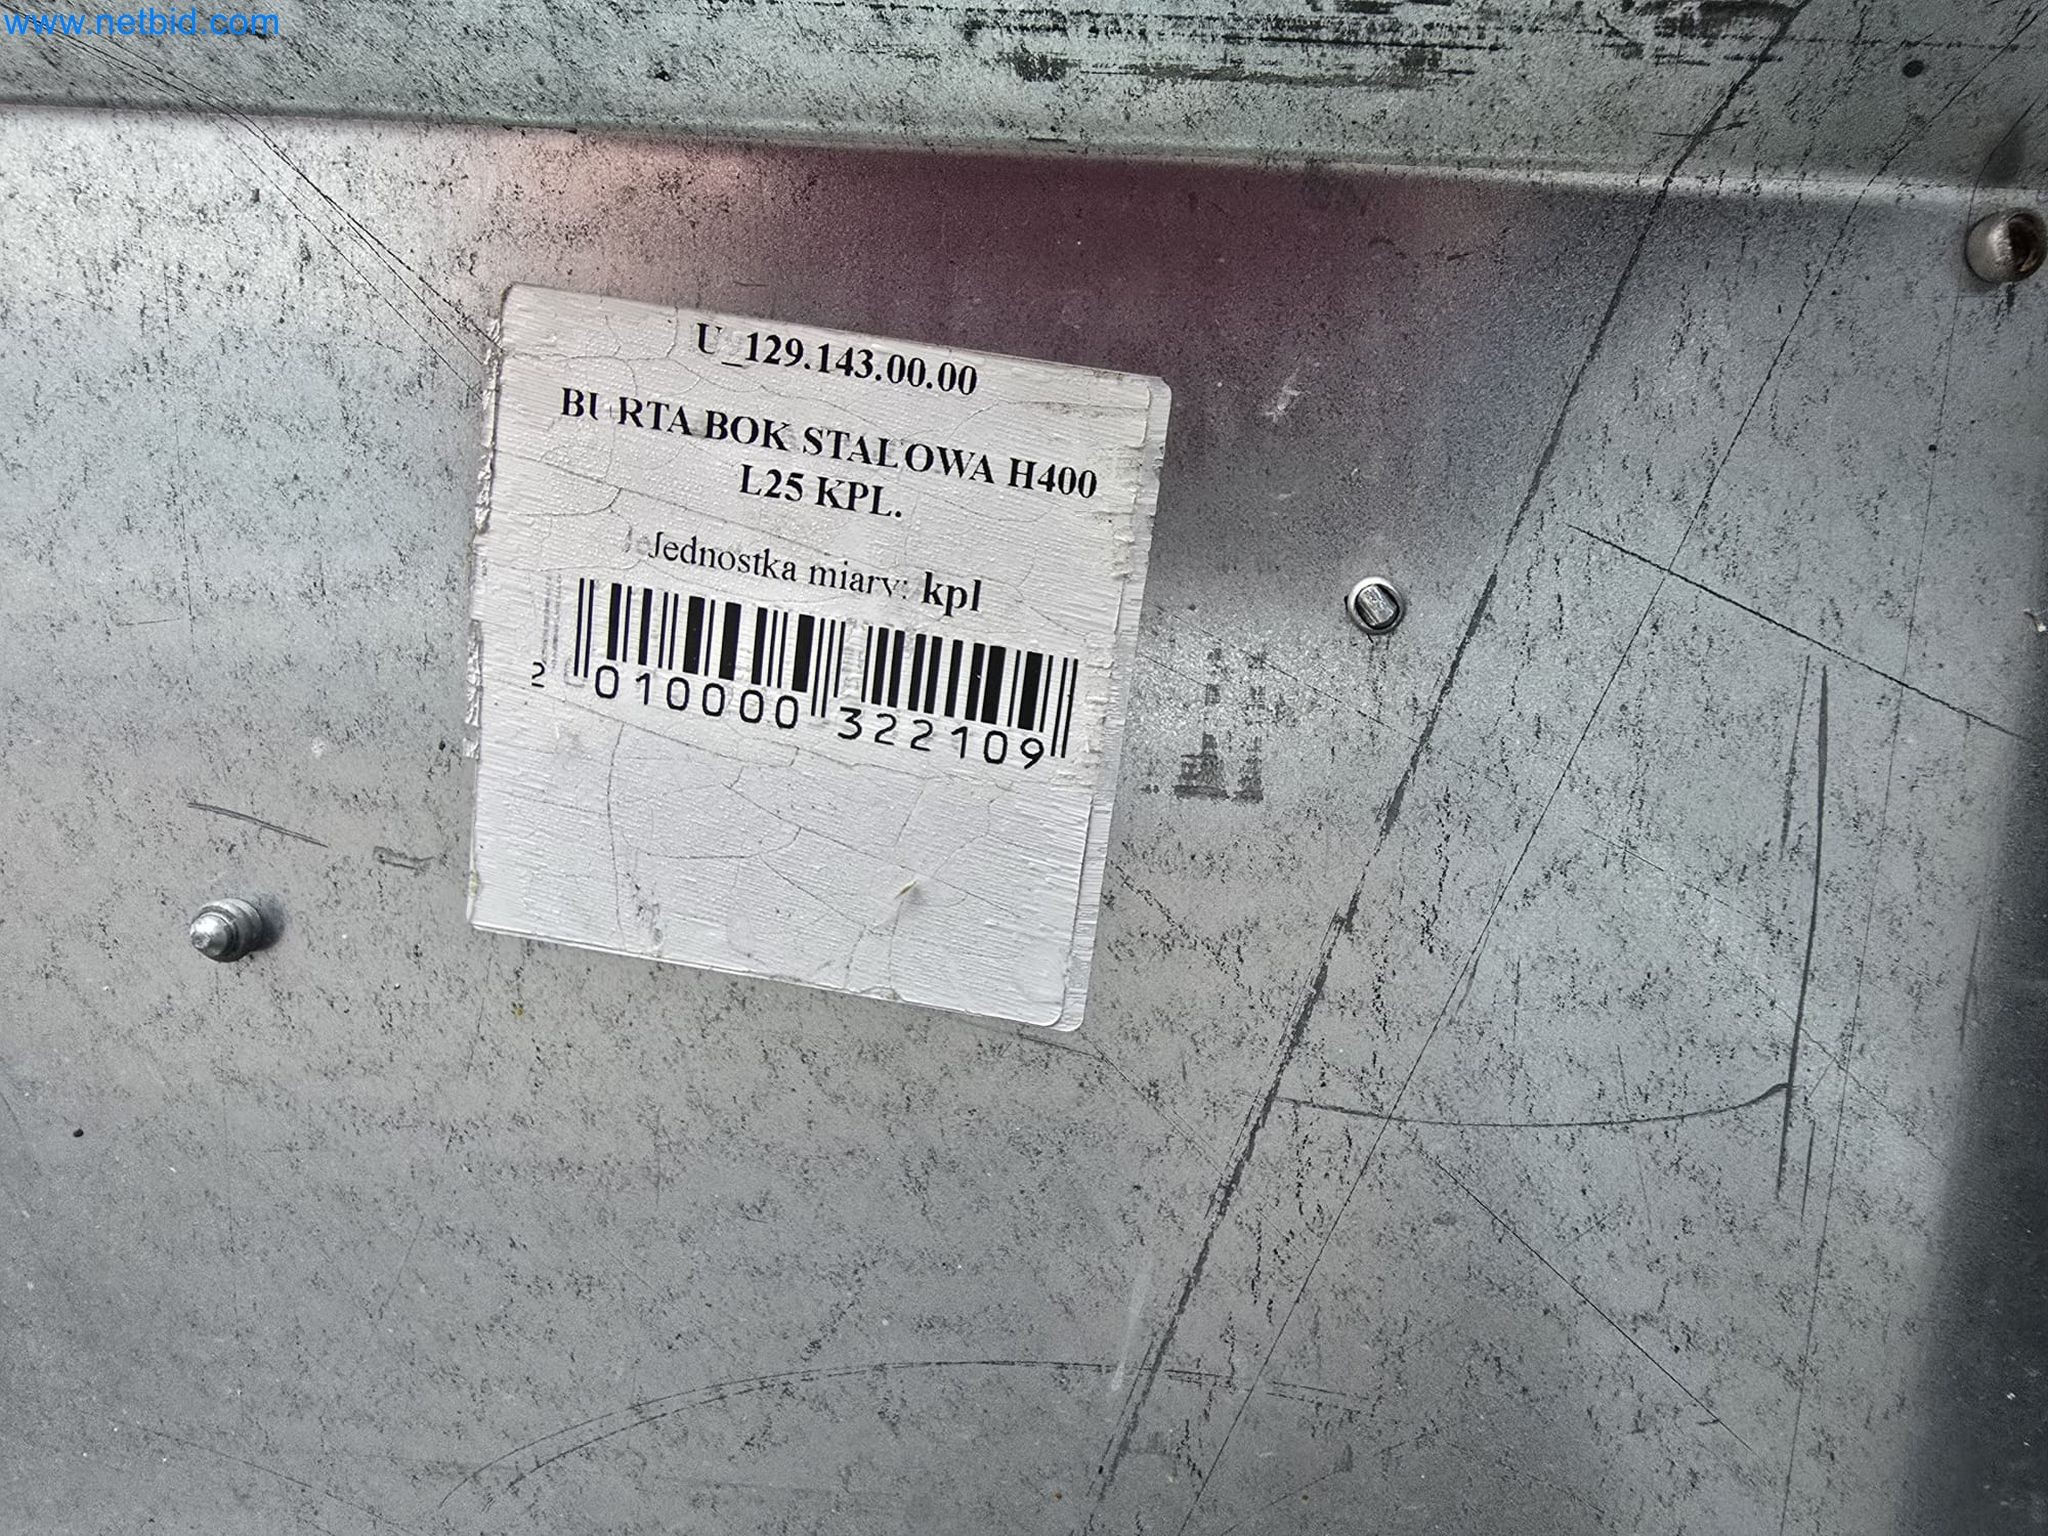 www.netbid.com
U_129.143.00.00
BURTA BOK STALOWA H400
L25 KPL.
Jednostka miary: kpl
2 010000 322109